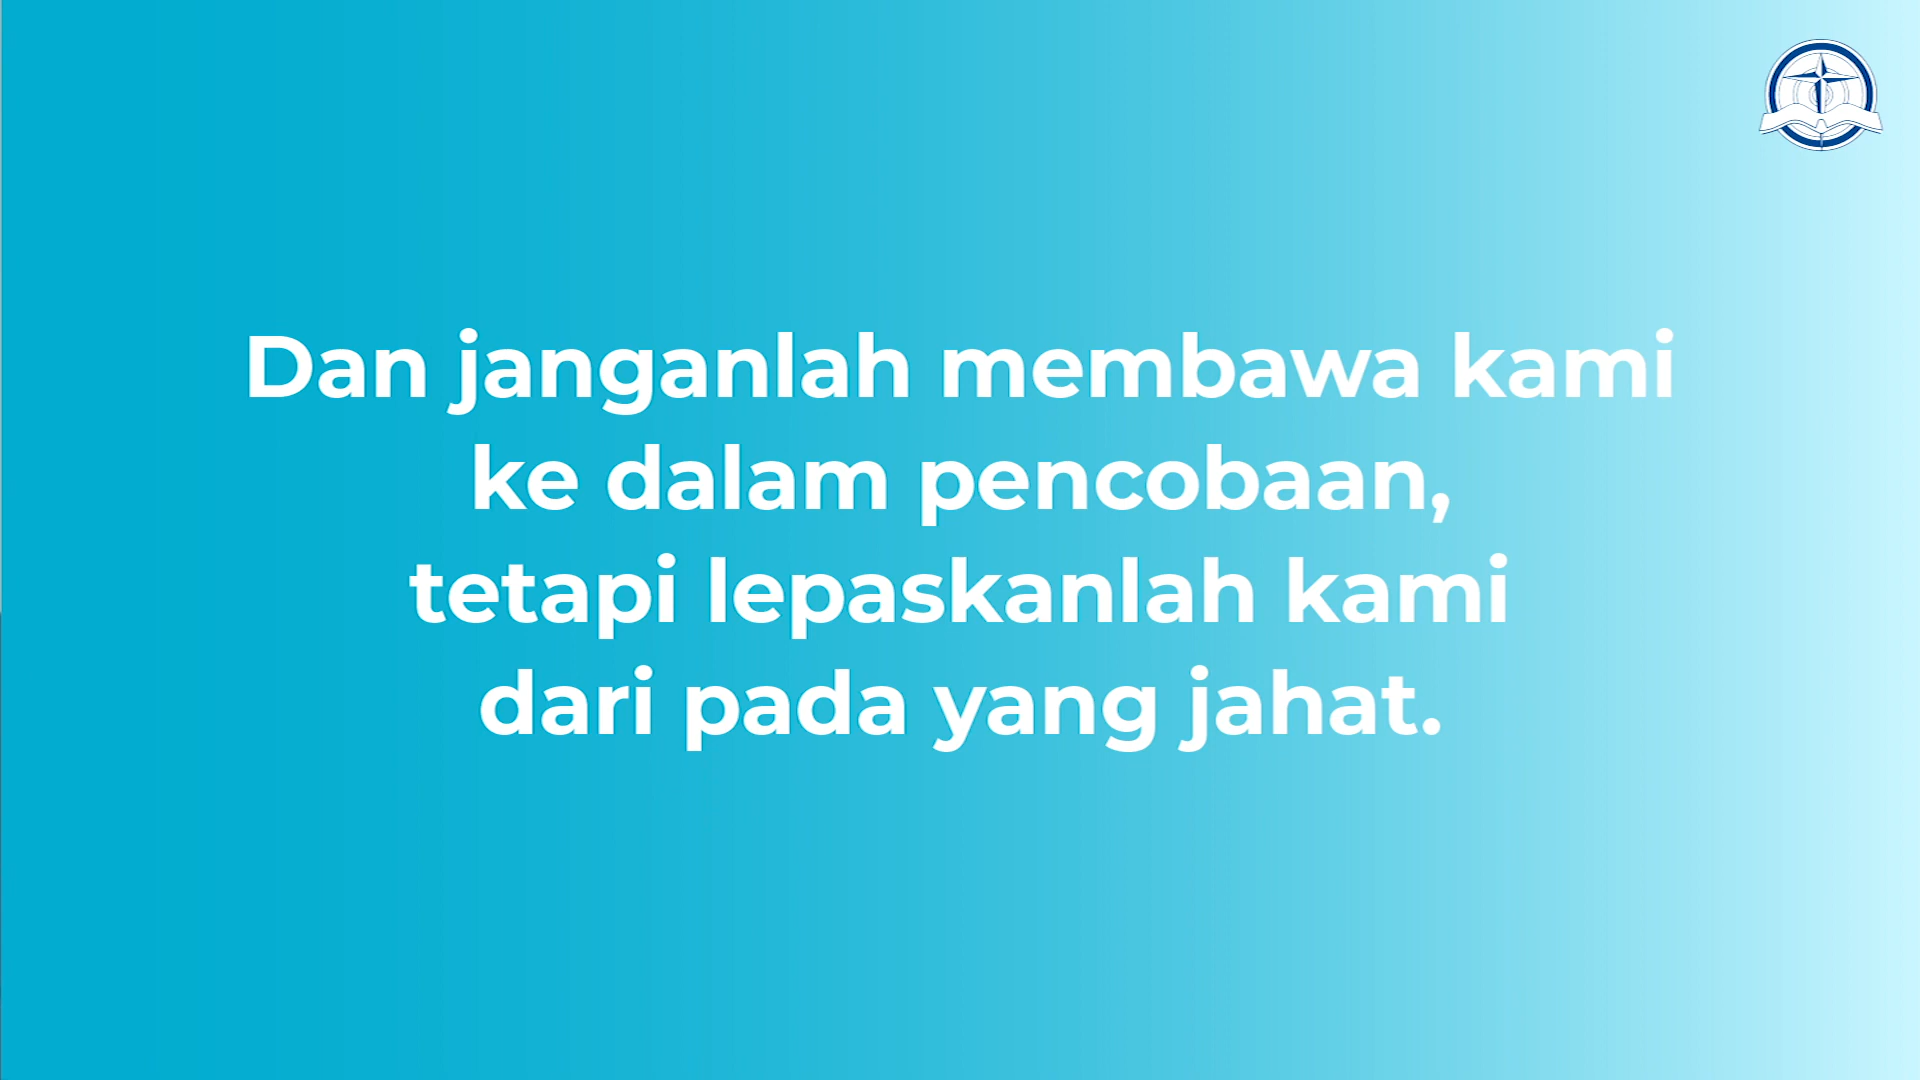 Dan janganlah membawa kami
ke dalam pencobaan,
tetapi lepaskanlah kami
dari pada yang jahat.